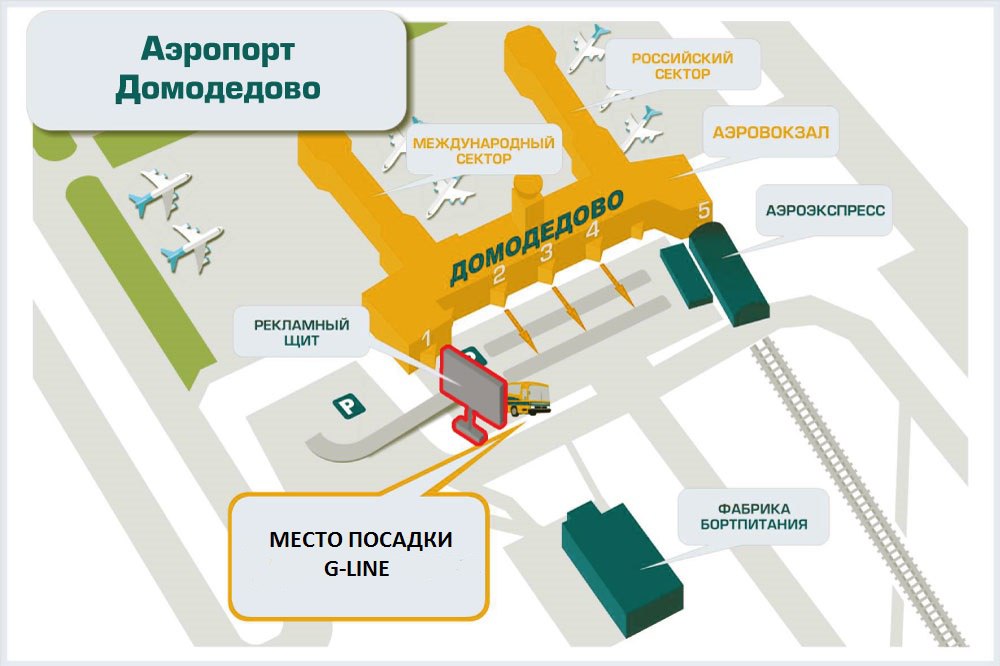 Аэропорт
Домодедово
РОССИЙСКИЙ
СЕКТОР
МЕЖДУНАРОДНЫЙ
СЕКТОР
АЭРОВОКЗАЛ
АЭРОЭКСПРЕСС
ДОМОДЕДОВО
1
2
3
4
5
РЕКЛАМНЫЙ
ЩИТ
P
P
МЕСТО ПОСАДКИ
G-LINE
ФАБРИКА
БОРТПИТАНИЯ